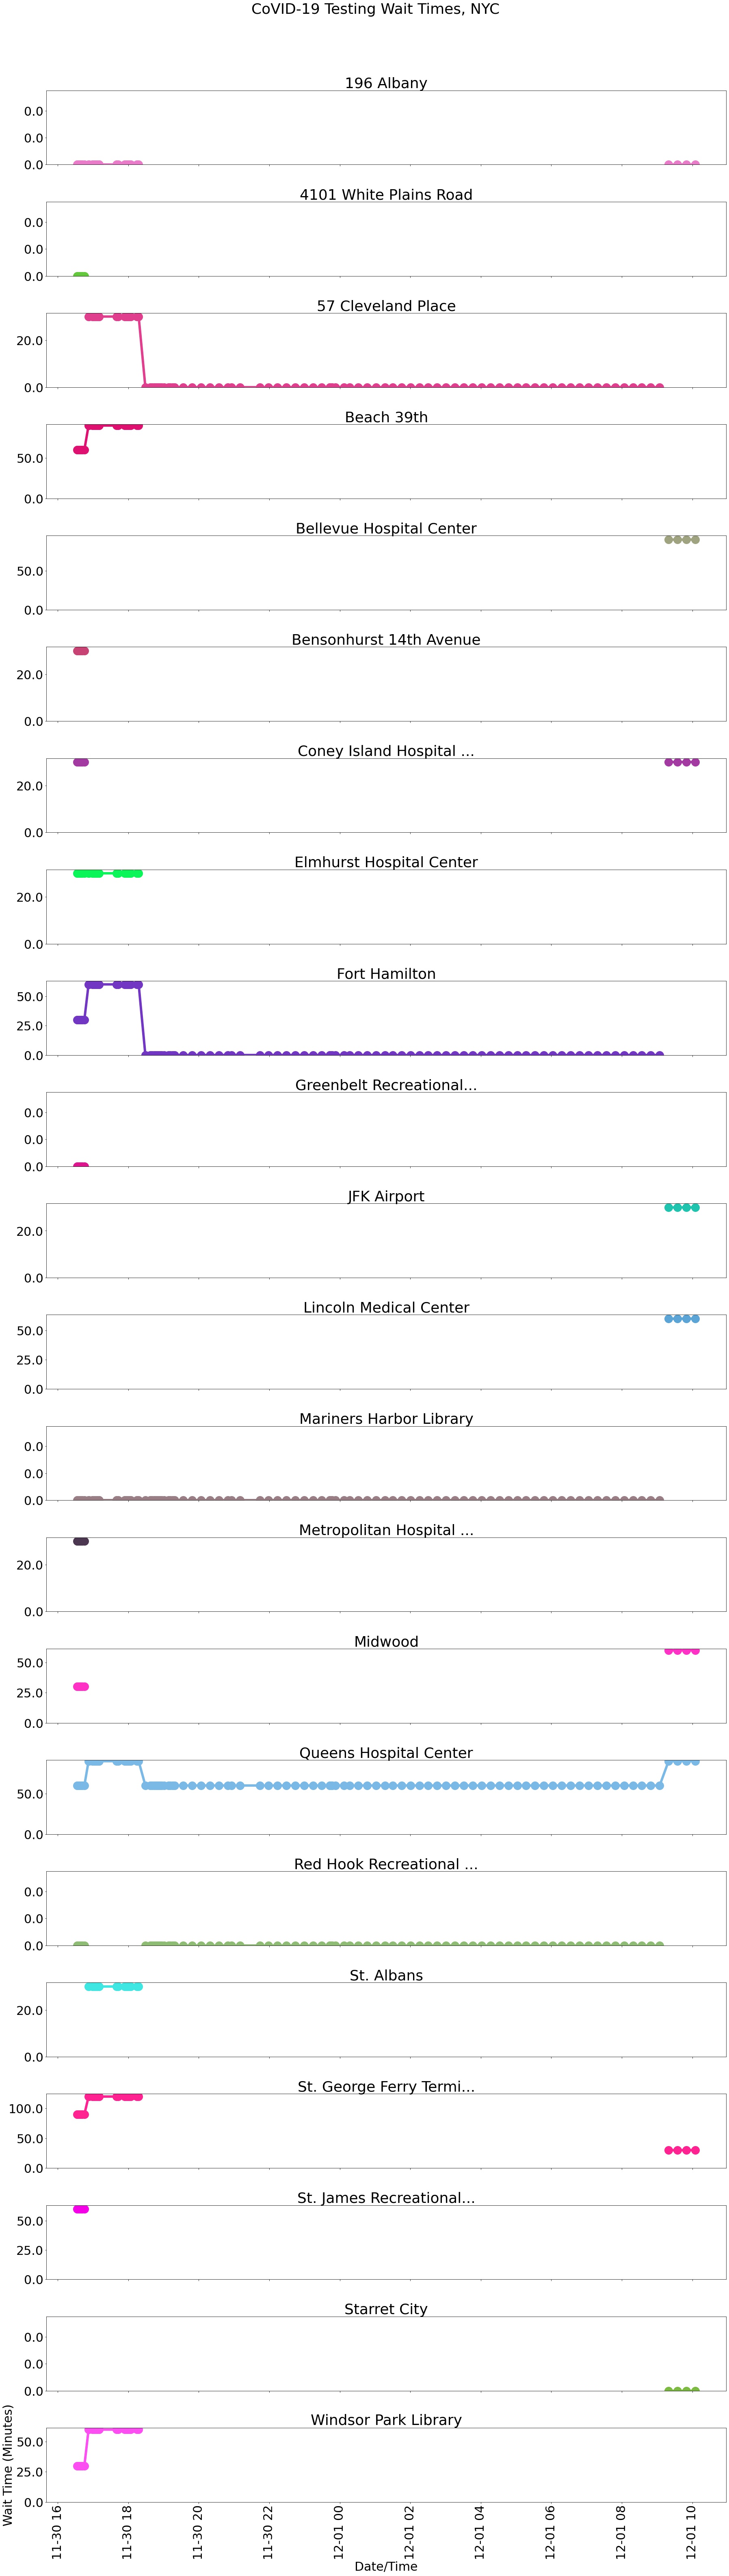 CoVID-19 Testing Wait Times, NYC
196 Albany
0.0
0.0
0.0
4101 White Plains Road
0.0
0.0
0.0
57 Cleveland Place
20.0
0.0
Beach 39th
50.0
0.0
Bellevue Hospital Center
50.0
0.0
Bensonhurst 14th Avenue
20.0
0.0
Coney Island Hospital ...
20.0
0.0
Elmhurst Hospital Center
20.0
0.0
Fort Hamilton
50.0
25.0
0.0
Greenbelt Recreational...
0.0
0.0
0.0
JFK Airport
20.0
0.0
Lincoln Medical Center
50.0
25.0
0.0
Mariners Harbor Library
0.0
0.0
0.0
Metropolitan Hospital ...
20.0
0.0
Midwood
50.0
25.0
0.0
Queens Hospital Center
50.0
0.0
Red Hook Recreational ...
0.0
0.0
0.0
St. Albans
20.0
0.0
St. George Ferry Termi...
100.0
50.0
0.0
St. James Recreational...
50.0
25.0
0.0
Starret City
0.0
0.0
0.0
Windsor Park Library
50.0
25.0
0.0
Wait Time (Minutes)
11-30 16
11-30 18
11-30 20
11-30 22
12-01 00
12-01 02
12-01 04
12-01 06
12-01 08
12-01 10
Date/Time